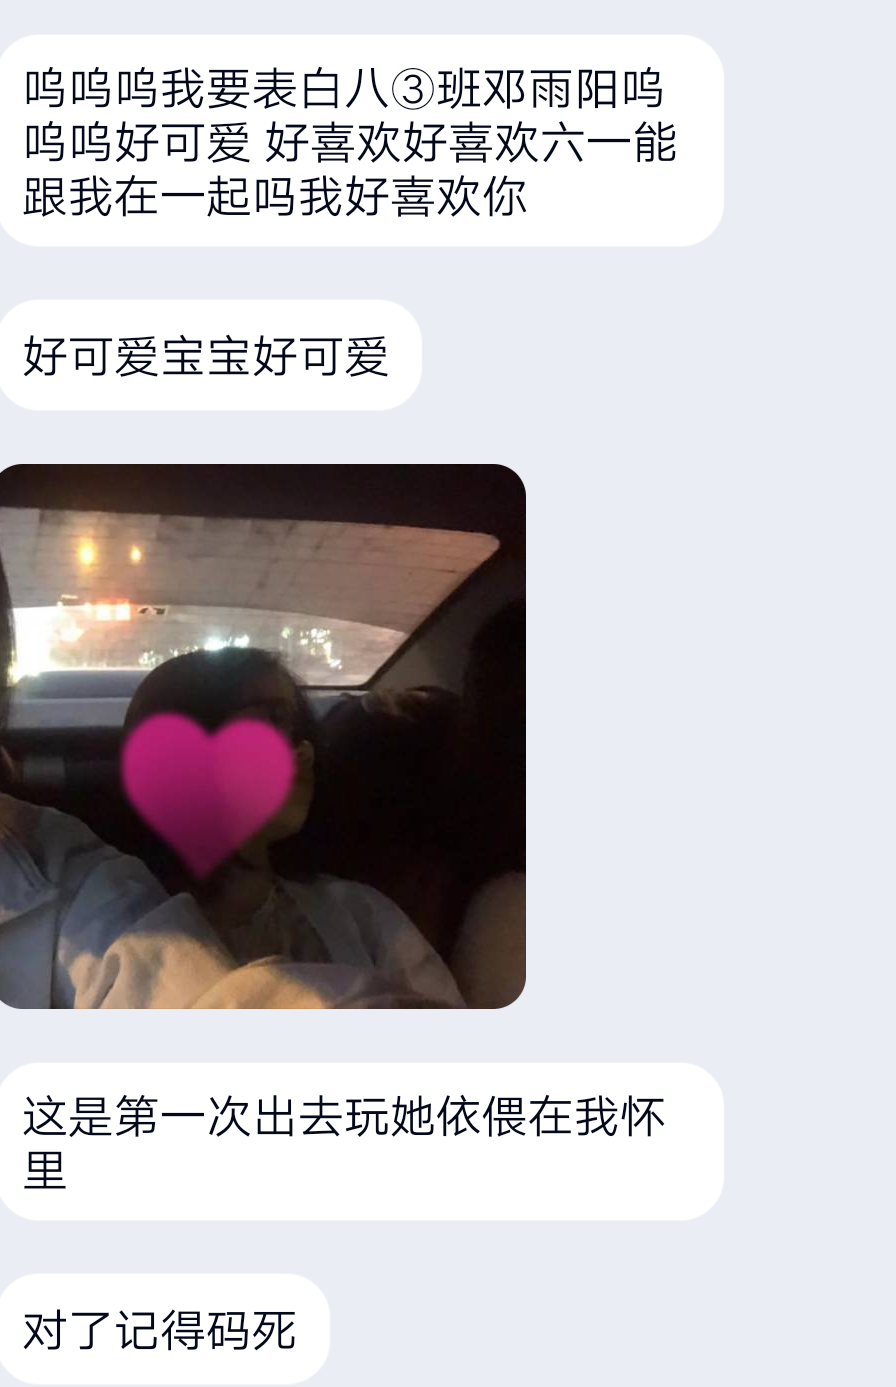 呜呜呜我要表白八③班邓雨阳呜
呜呜好可爱 好喜欢好喜欢六一能
跟我在一起吗我好喜欢你
好可爱宝宝好可爱
这是第一次出去玩她依偎在我怀
里
对了记得码死